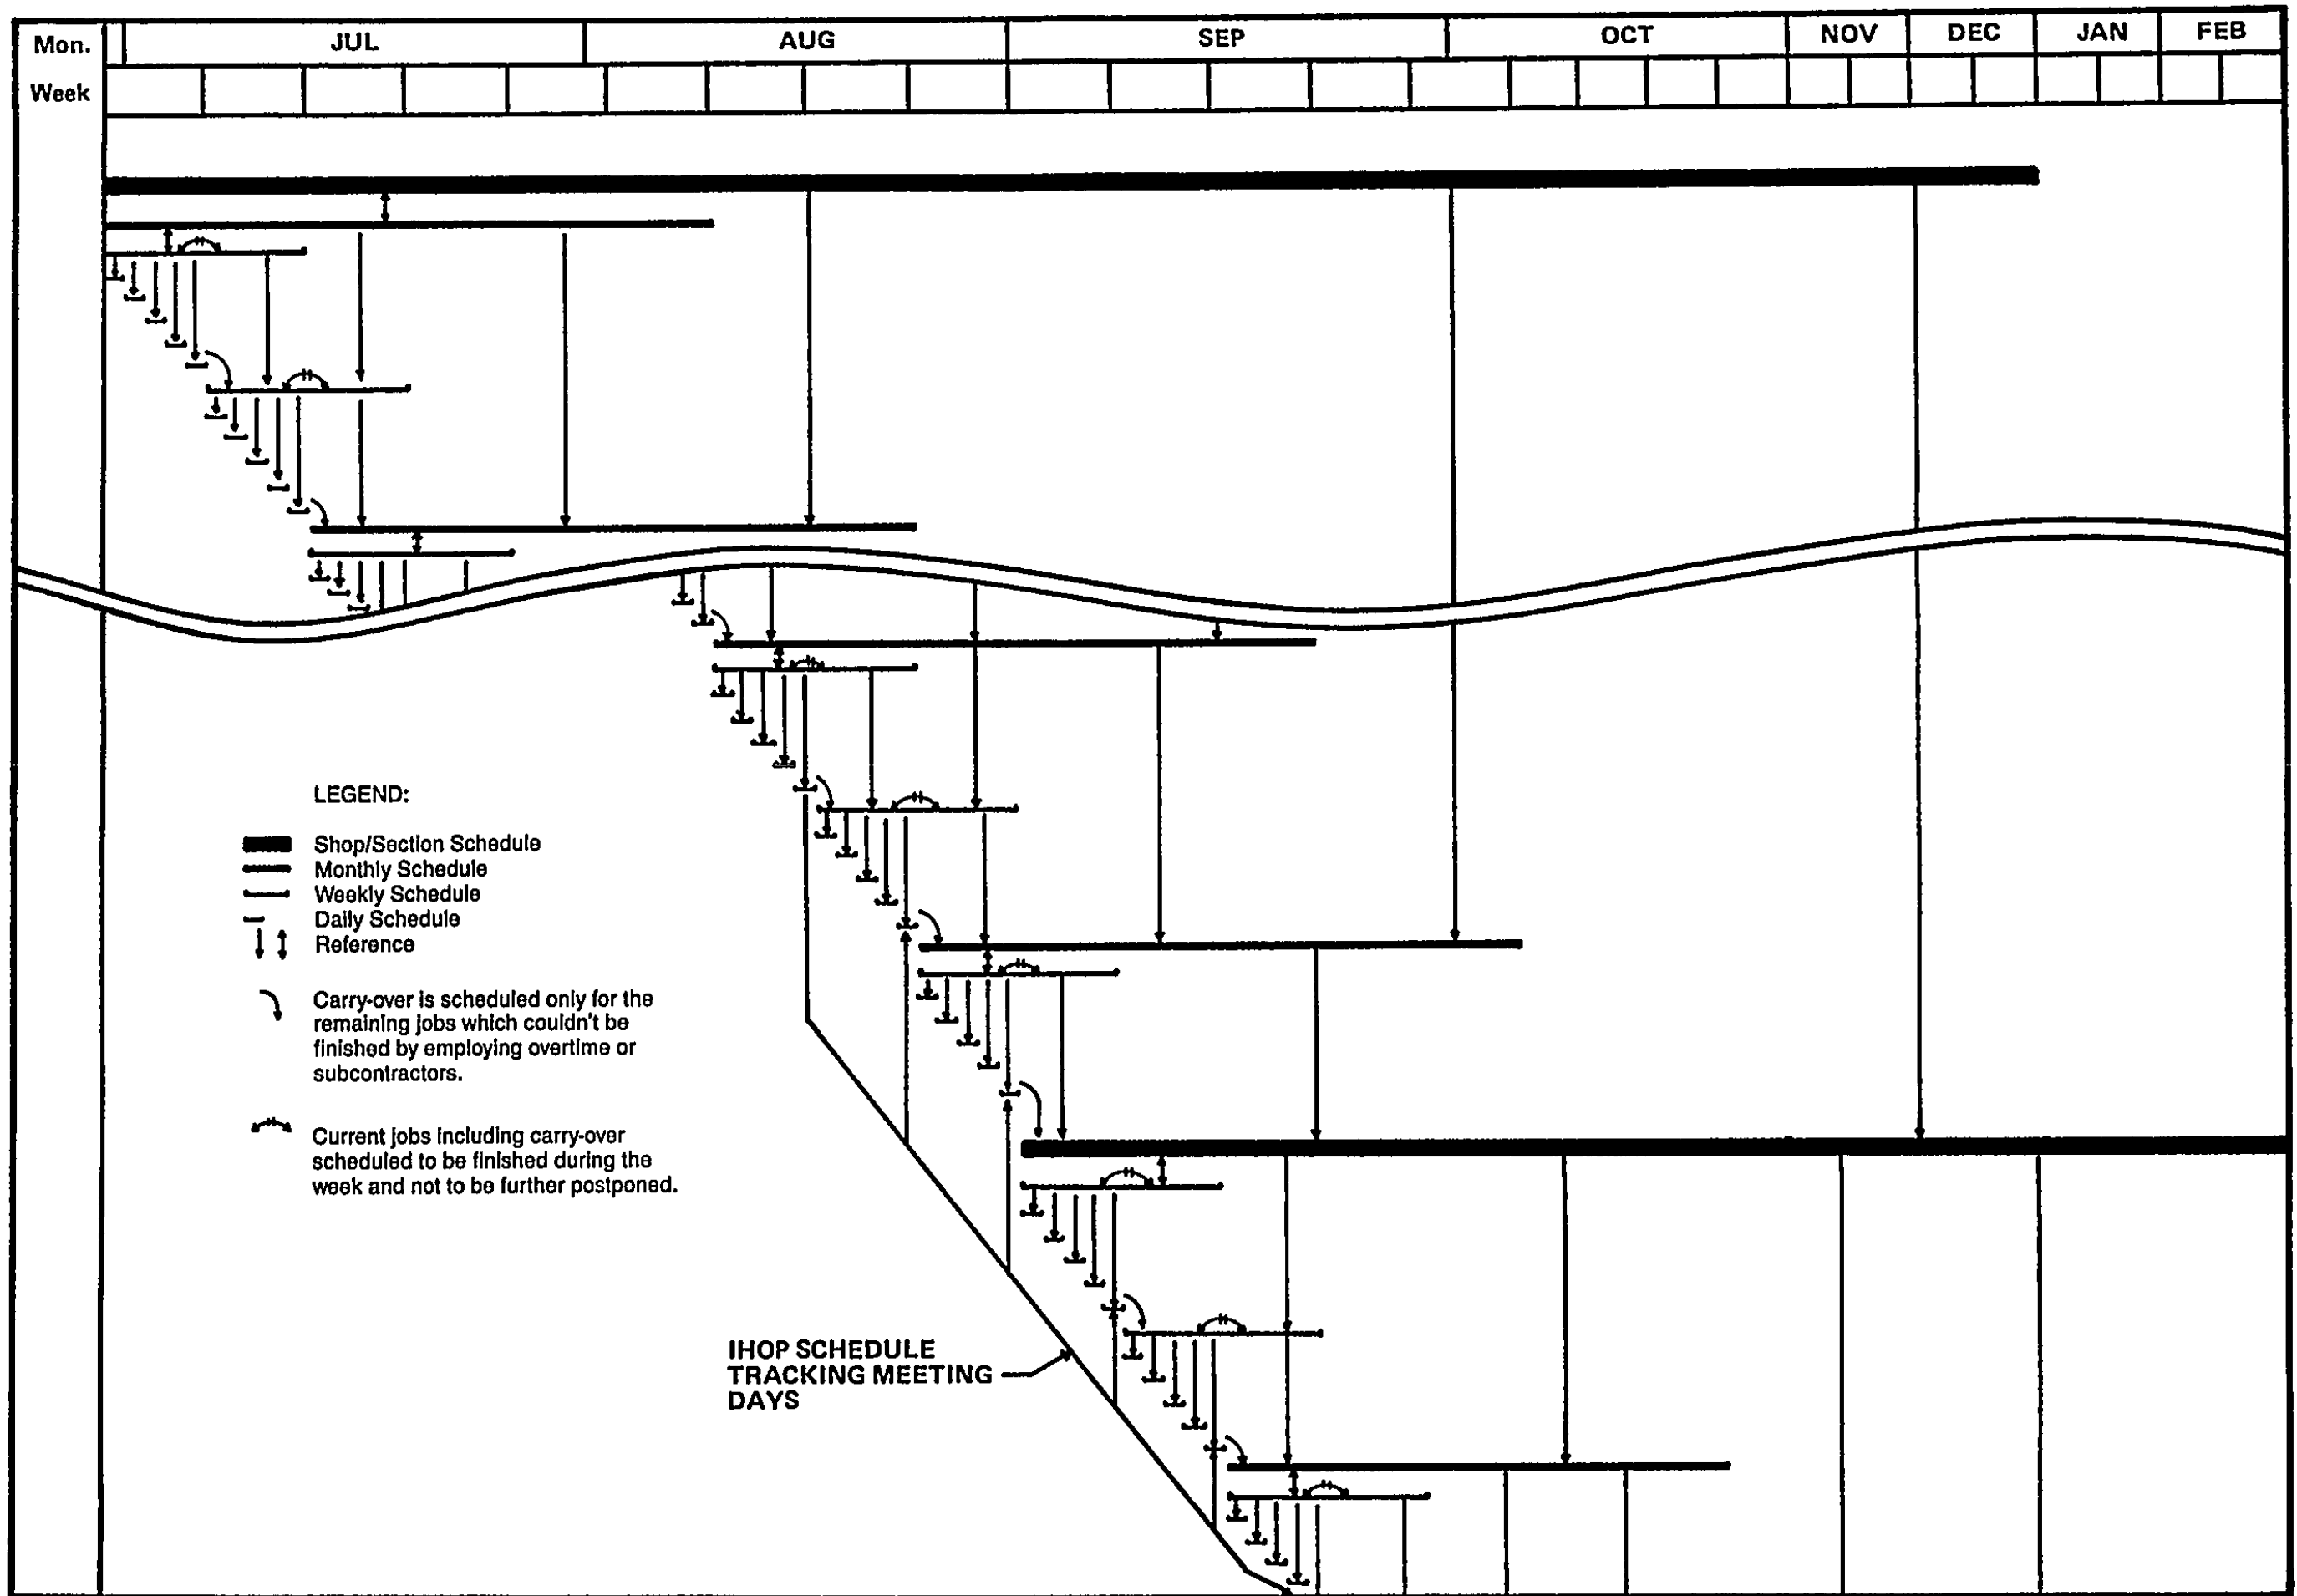 Mon. JUL AUG SEP OCT NOV DEC JAN FEB
Week
LEGEND:
Shop/Section Schedule
Monthly Schedule
Weekly Schedule
Daily Schedule
Reference
Carry-over is scheduled only for the
remaining jobs which couldn't be
finished by employing overtime or
subcontractors.
Current jobs including carry-over
scheduled to be finished during the
week and not to be further postponed.
IHOP SCHEDULE
TRACKING MEETING
DAYS